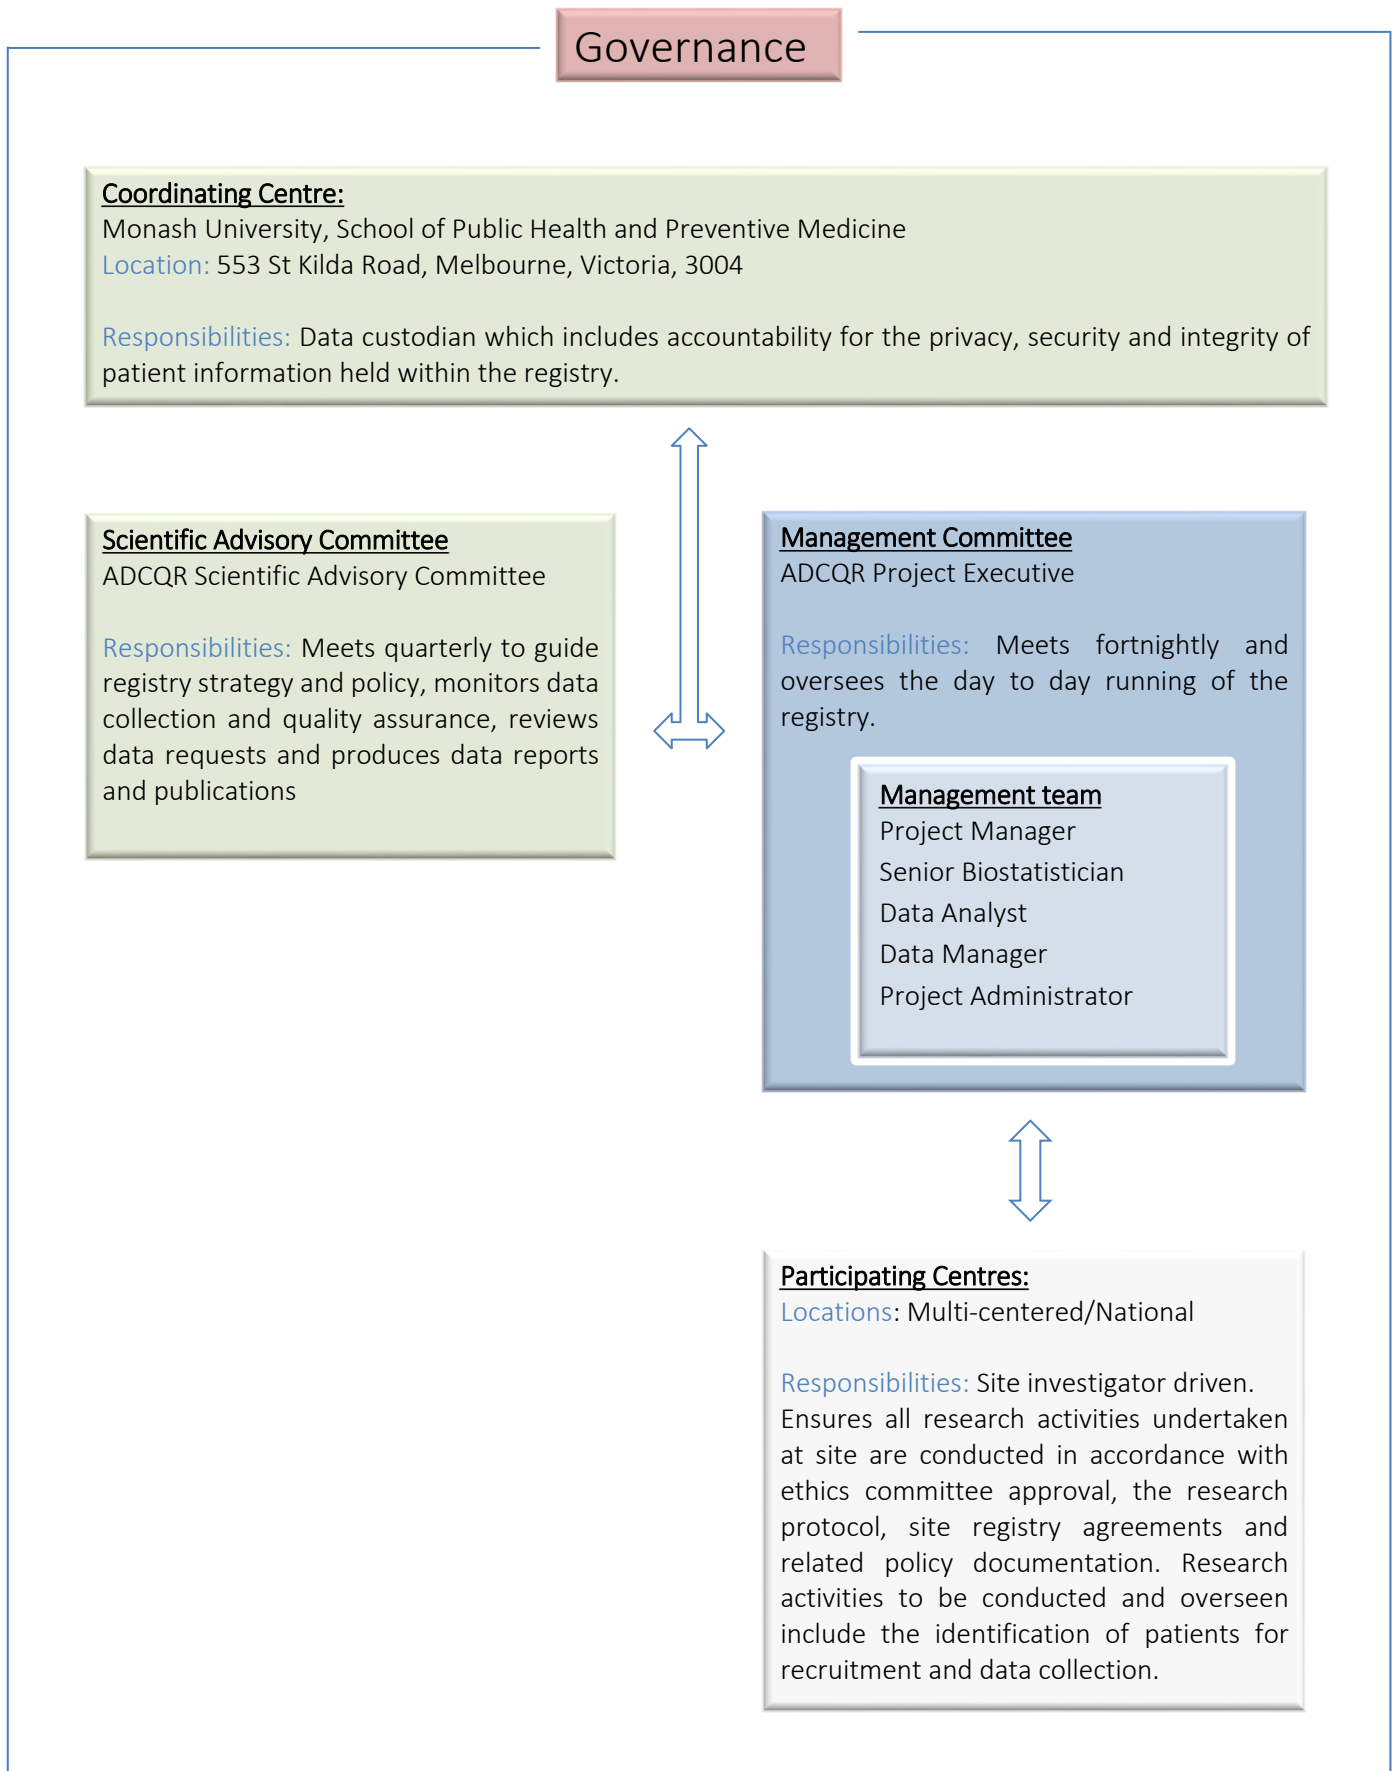 Governance
Coordinating Centre:
Monash University, School of Public Health and Preventive Medicine
Location: 553 St Kilda Road, Melbourne, Victoria, 3004
Responsibilities: Data custodian which includes accountability for the privacy, security and integrity of
patient information held within the registry.
Scientific Advisory Committee
ADCQR Scientific Advisory Committee
Responsibilities: Meets quarterly to guide
registry strategy and policy, monitors data
collection and quality assurance, reviews
data requests and produces data reports
and publications
Management Committee
ADCQR Project Executive
Responsibilities: Meets fortnightly and
oversees the day to day running of the
registry.
Management team
Project Manager
Senior Biostatistician
Data Analyst
Data Manager
Project Administrator
Participating Centres:
Locations: Multi-centered/National
Responsibilities: Site investigator driven.
Ensures all research activities undertaken
at site are conducted in accordance with
ethics committee approval, the research
protocol, site registry agreements and
related policy documentation. Research
activities to be conducted and overseen
include the identification of patients for
recruitment and data collection.